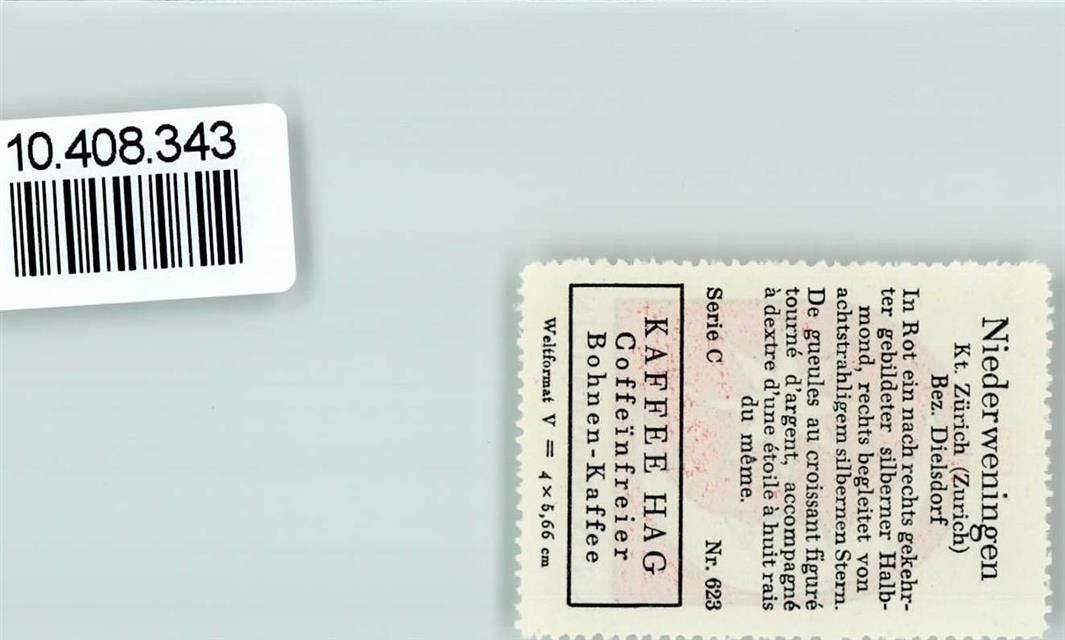 10.408.343
Niederweningen
Kt. Zürich (Zurich)
Bez. Dielsdorf
In Rot ein nach rechts gekehr-
ter gebildeter silberner Halb-
mond, rechts begleitet von
achtstrahligem silbernen Stern.
De gueules au croissant figuré
tourné d'argent, accompagné
à dextre d'une étoile à huit rais
du même.
Serie C Nr. 623
KAFFEE HAG
Coffeïnfreier
Bohnen-Kaffee
Weltformat V = 4 × 5,66 cm